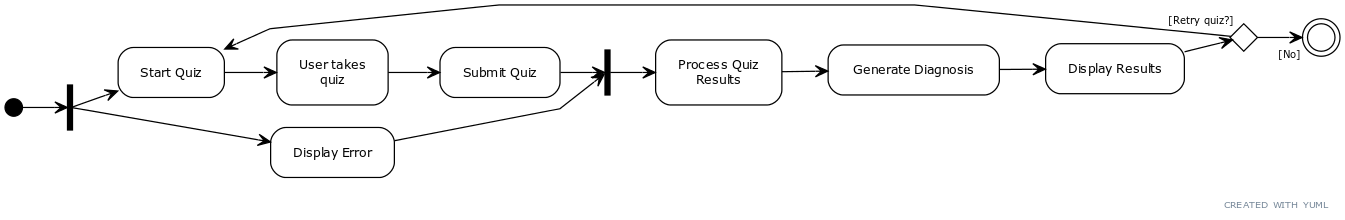 [Retry quiz?]
[No]
Start Quiz
User takes
quiz
Submit Quiz
Process Quiz
Results
Generate Diagnosis
Display Results
Display Error
CREATED WITH YUML